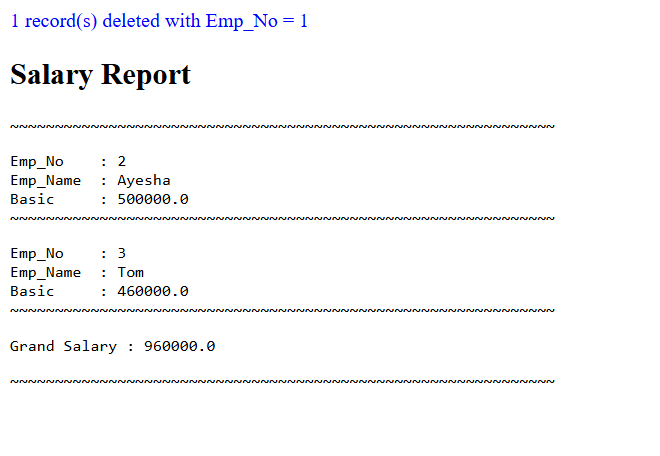 1 record(s) deleted with Emp_No = 1
Salary Report
~~~~~~~~~~~~~~~~~~~~~~~~~~~~~~~~~~~~~~~~~~~~~~~~~~~~~~~~~~~~~
Emp_No    : 2
Emp_Name  : Ayesha
Basic     : 500000.0
~~~~~~~~~~~~~~~~~~~~~~~~~~~~~~~~~~~~~~~~~~~~~~~~~~~~~~~~~~~~~
Emp_No    : 3
Emp_Name  : Tom
Basic     : 460000.0
~~~~~~~~~~~~~~~~~~~~~~~~~~~~~~~~~~~~~~~~~~~~~~~~~~~~~~~~~~~~~
Grand Salary : 960000.0
~~~~~~~~~~~~~~~~~~~~~~~~~~~~~~~~~~~~~~~~~~~~~~~~~~~~~~~~~~~~~